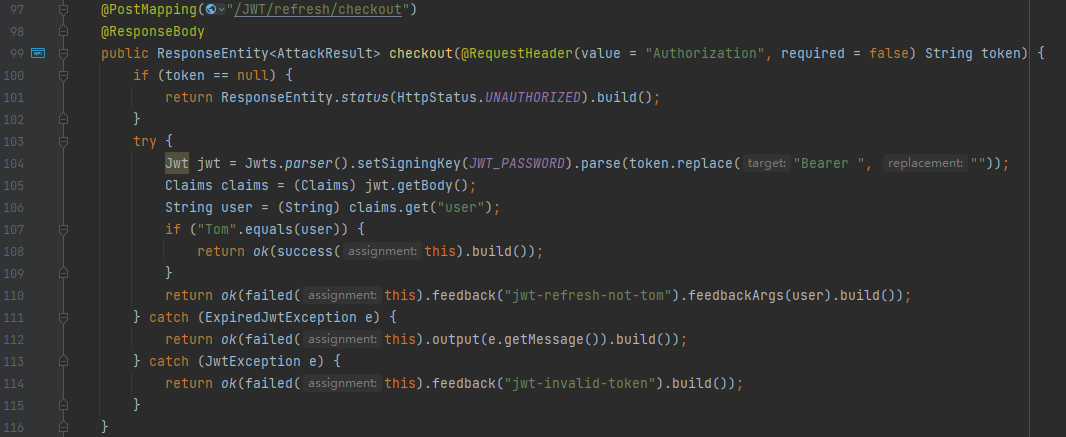 97 @PostMapping("/JWT/refresh/checkout")
98 @ResponseBody
99 public ResponseEntity<AttackResult> checkout(@RequestHeader(value = "Authorization", required = false) String token) {
100 if (token == null) {
101 return ResponseEntity.status(HttpStatus.UNAUTHORIZED).build();
102 }
103 try {
104 Jwt jwt = Jwts.parser().setSigningKey(JWT_PASSWORD).parse(token.replace( target: "Bearer ", replacement: ""));
105 Claims claims = (Claims) jwt.getBody();
106 String user = (String) claims.get("user");
107 if ("Tom".equals(user)) {
108 return ok(success( assignment: this).build());
109 }
110 return ok(failed( assignment: this).feedback("jwt-refresh-not-tom").feedbackArgs(user).build());
111 } catch (ExpiredJwtException e) {
112 return ok(failed( assignment: this).output(e.getMessage()).build());
113 } catch (JwtException e) {
114 return ok(failed( assignment: this).feedback("jwt-invalid-token").build());
115 }
116 }